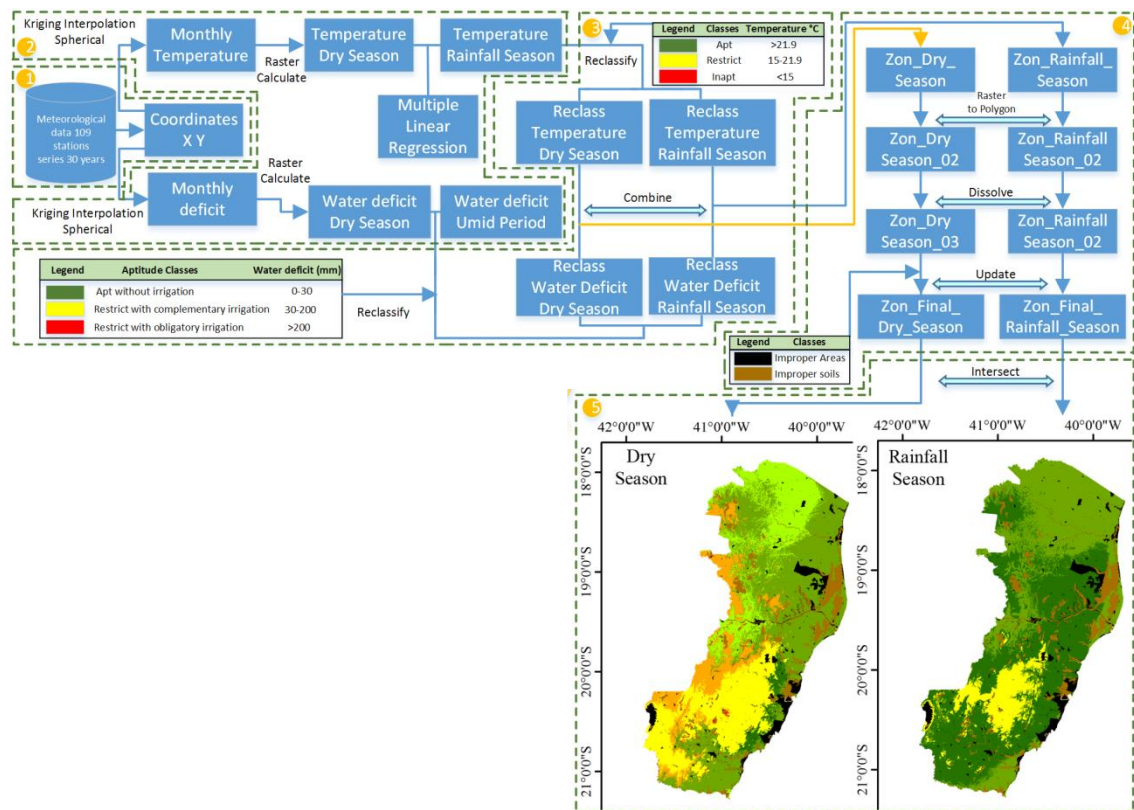 Kriging Interpolation
Spherical
2
Monthly
Temperature
Raster
Calculate
Temperature
Dry Season
Temperature
Rainfall Season
Multiple
Linear
Regression
1
Meteorological
data 109
stations
series 30 years
Coordinates
X Y
Kriging Interpolation
Spherical
Monthly
deficit
Raster
Calculate
Water deficit
Dry Season
Water deficit
Umid Period
Legend Aptitude Classes Water deficit (mm)
Apt without irrigation 0-30
Restrict with complementary irrigation 30-200
Restrict with obligatory irrigation >200
Reclassify
3
Reclassify
Legend Classes Temperature °C
Apt >21.9
Restrict 15-21.9
Inapt <15
Reclass
Temperature
Dry Season
Reclass
Temperature
Rainfall Season
Combine
Reclass
Water Deficit
Dry Season
Reclass
Water Deficit
Rainfall Season
4
Zon_Dry_
Season
Zon_Rainfall_
Season
Raster
to Polygon
Zon_Dry
Season_02
Zon_Rainfall
Season_02
Dissolve
Zon_Dry
Season_03
Zon_Rainfall
Season_02
Update
Zon_Final_
Dry_Season
Zon_Final_
Rainfall_Season
Legend Classes
Improper Areas
Improper soils
Intersect
5
42°0'0"W 41°0'0"W 40°0'0"W
Dry
Season
18°0'0"S
19°0'0"S
20°0'0"S
21°0'0"S
42°0'0"W 41°0'0"W 40°0'0"W
Rainfall
Season
18°0'0"S
19°0'0"S
20°0'0"S
21°0'0"S